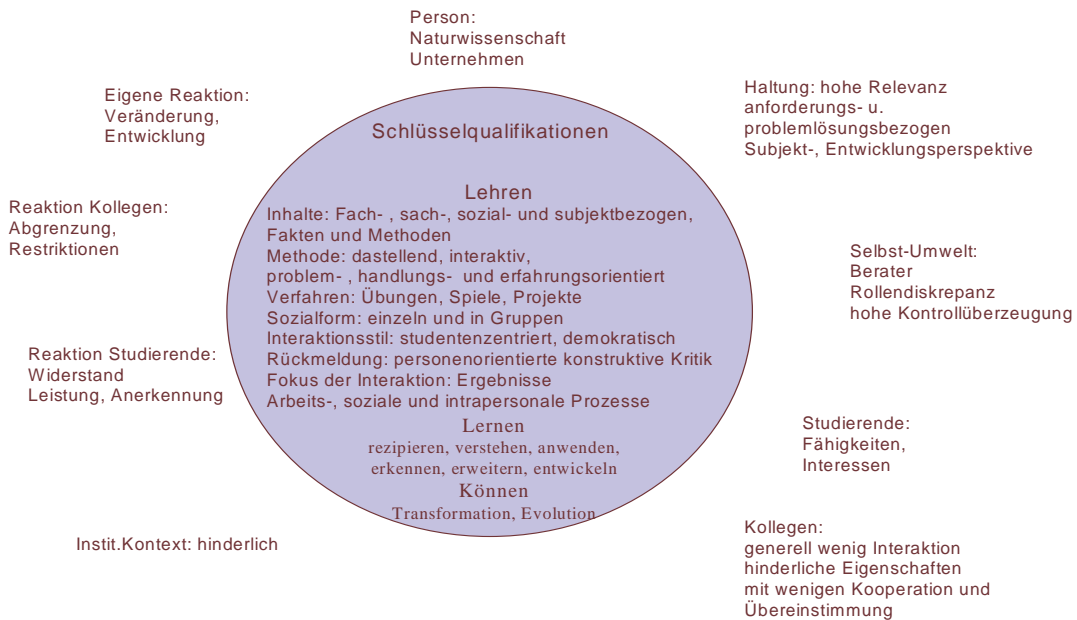 Person:
Naturwissenschaft
Unternehmen
Eigene Reaktion:
Veränderung,
Entwicklung
Haltung: hohe Relevanz
anforderungs- u.
problemlösungsbezogen
Subjekt-, Entwicklungsperspektive
Schlüsselqualifikationen
Lehren
Inhalte: Fach- , sach-, sozial- und subjektbezogen,
Fakten und Methoden
Methode: dastellend, interaktiv,
problem- , handlungs- und erfahrungsorientiert
Verfahren: Übungen, Spiele, Projekte
Sozialform: einzeln und in Gruppen
Interaktionsstil: studentenzentriert, demokratisch
Rückmeldung: personenorientierte konstruktive Kritik
Fokus der Interaktion: Ergebnisse
Arbeits-, soziale und intrapersonale Prozesse
Lernen
rezipieren, verstehen, anwenden,
erkennen, erweitern, entwickeln
Können
Transformation, Evolution
Reaktion Kollegen:
Abgrenzung,
Restriktionen
Selbst-Umwelt:
Berater
Rollendiskrepanz
hohe Kontrollüberzeugung
Reaktion Studierende:
Widerstand
Leistung, Anerkennung
Studierende:
Fähigkeiten,
Interessen
Instit.Kontext: hinderlich
Kollegen:
generell wenig Interaktion
hinderliche Eigenschaften
mit wenigen Kooperation und
Übereinstimmung